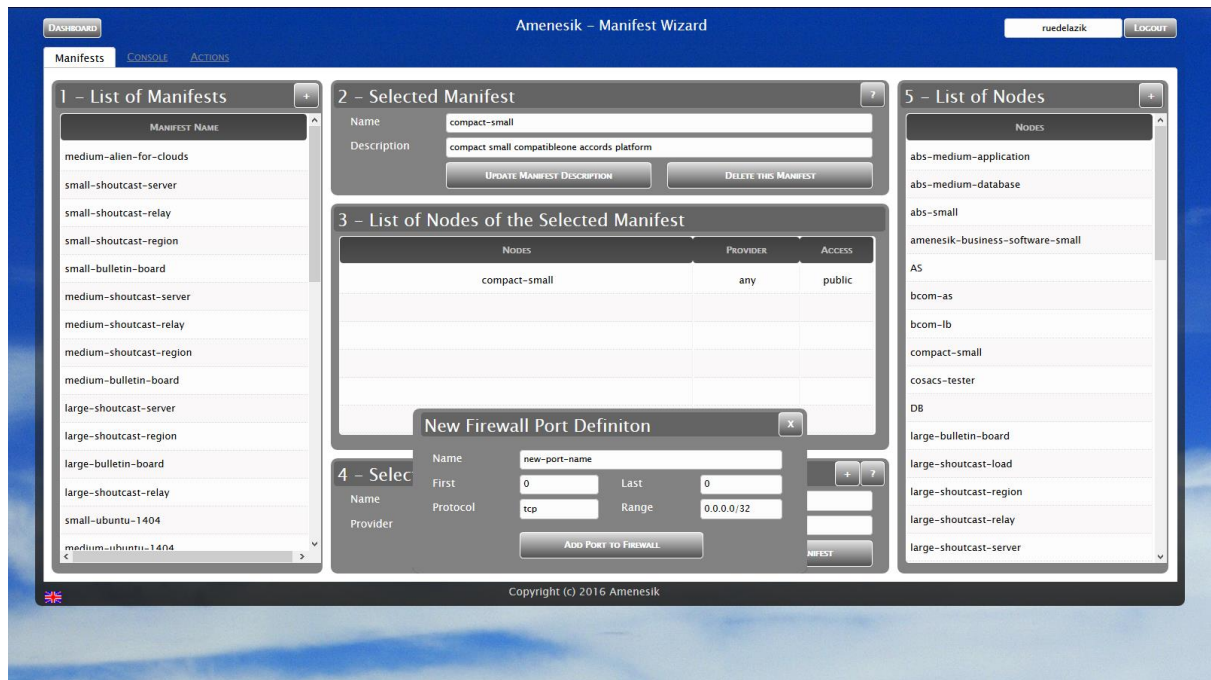 Dashboard
Amenesik – Manifest Wizard
ruedelazik
Logout
Manifests
Console
Actions
1 – List of Manifests
+
Manifest Name
medium-alien-for-clouds
small-shoutcast-server
small-shoutcast-relay
small-shoutcast-region
small-bulletin-board
medium-shoutcast-server
medium-shoutcast-relay
medium-shoutcast-region
medium-bulletin-board
large-shoutcast-server
large-shoutcast-region
large-bulletin-board
large-shoutcast-relay
small-ubuntu-1404
medium-ubuntu-1404
2 – Selected Manifest
?
Name
compact-small
Description
compact small compatibleone accords platform
Update Manifest Description
Delete this Manifest
3 – List of Nodes of the Selected Manifest
Nodes
Provider
Access
compact-small
any
public
4 – Selec
+
?
Name
Provider
NIFEST
New Firewall Port Definiton
X
Name
new-port-name
First
0
Last
0
Protocol
tcp
Range
0.0.0.0/32
Add Port to Firewall
5 – List of Nodes
+
Nodes
abs-medium-application
abs-medium-database
abs-small
amenesik-business-software-small
AS
bcom-as
bcom-lb
compact-small
cosacs-tester
DB
large-bulletin-board
large-shoutcast-load
large-shoutcast-region
large-shoutcast-relay
large-shoutcast-server
Copyright (c) 2016 Amenesik